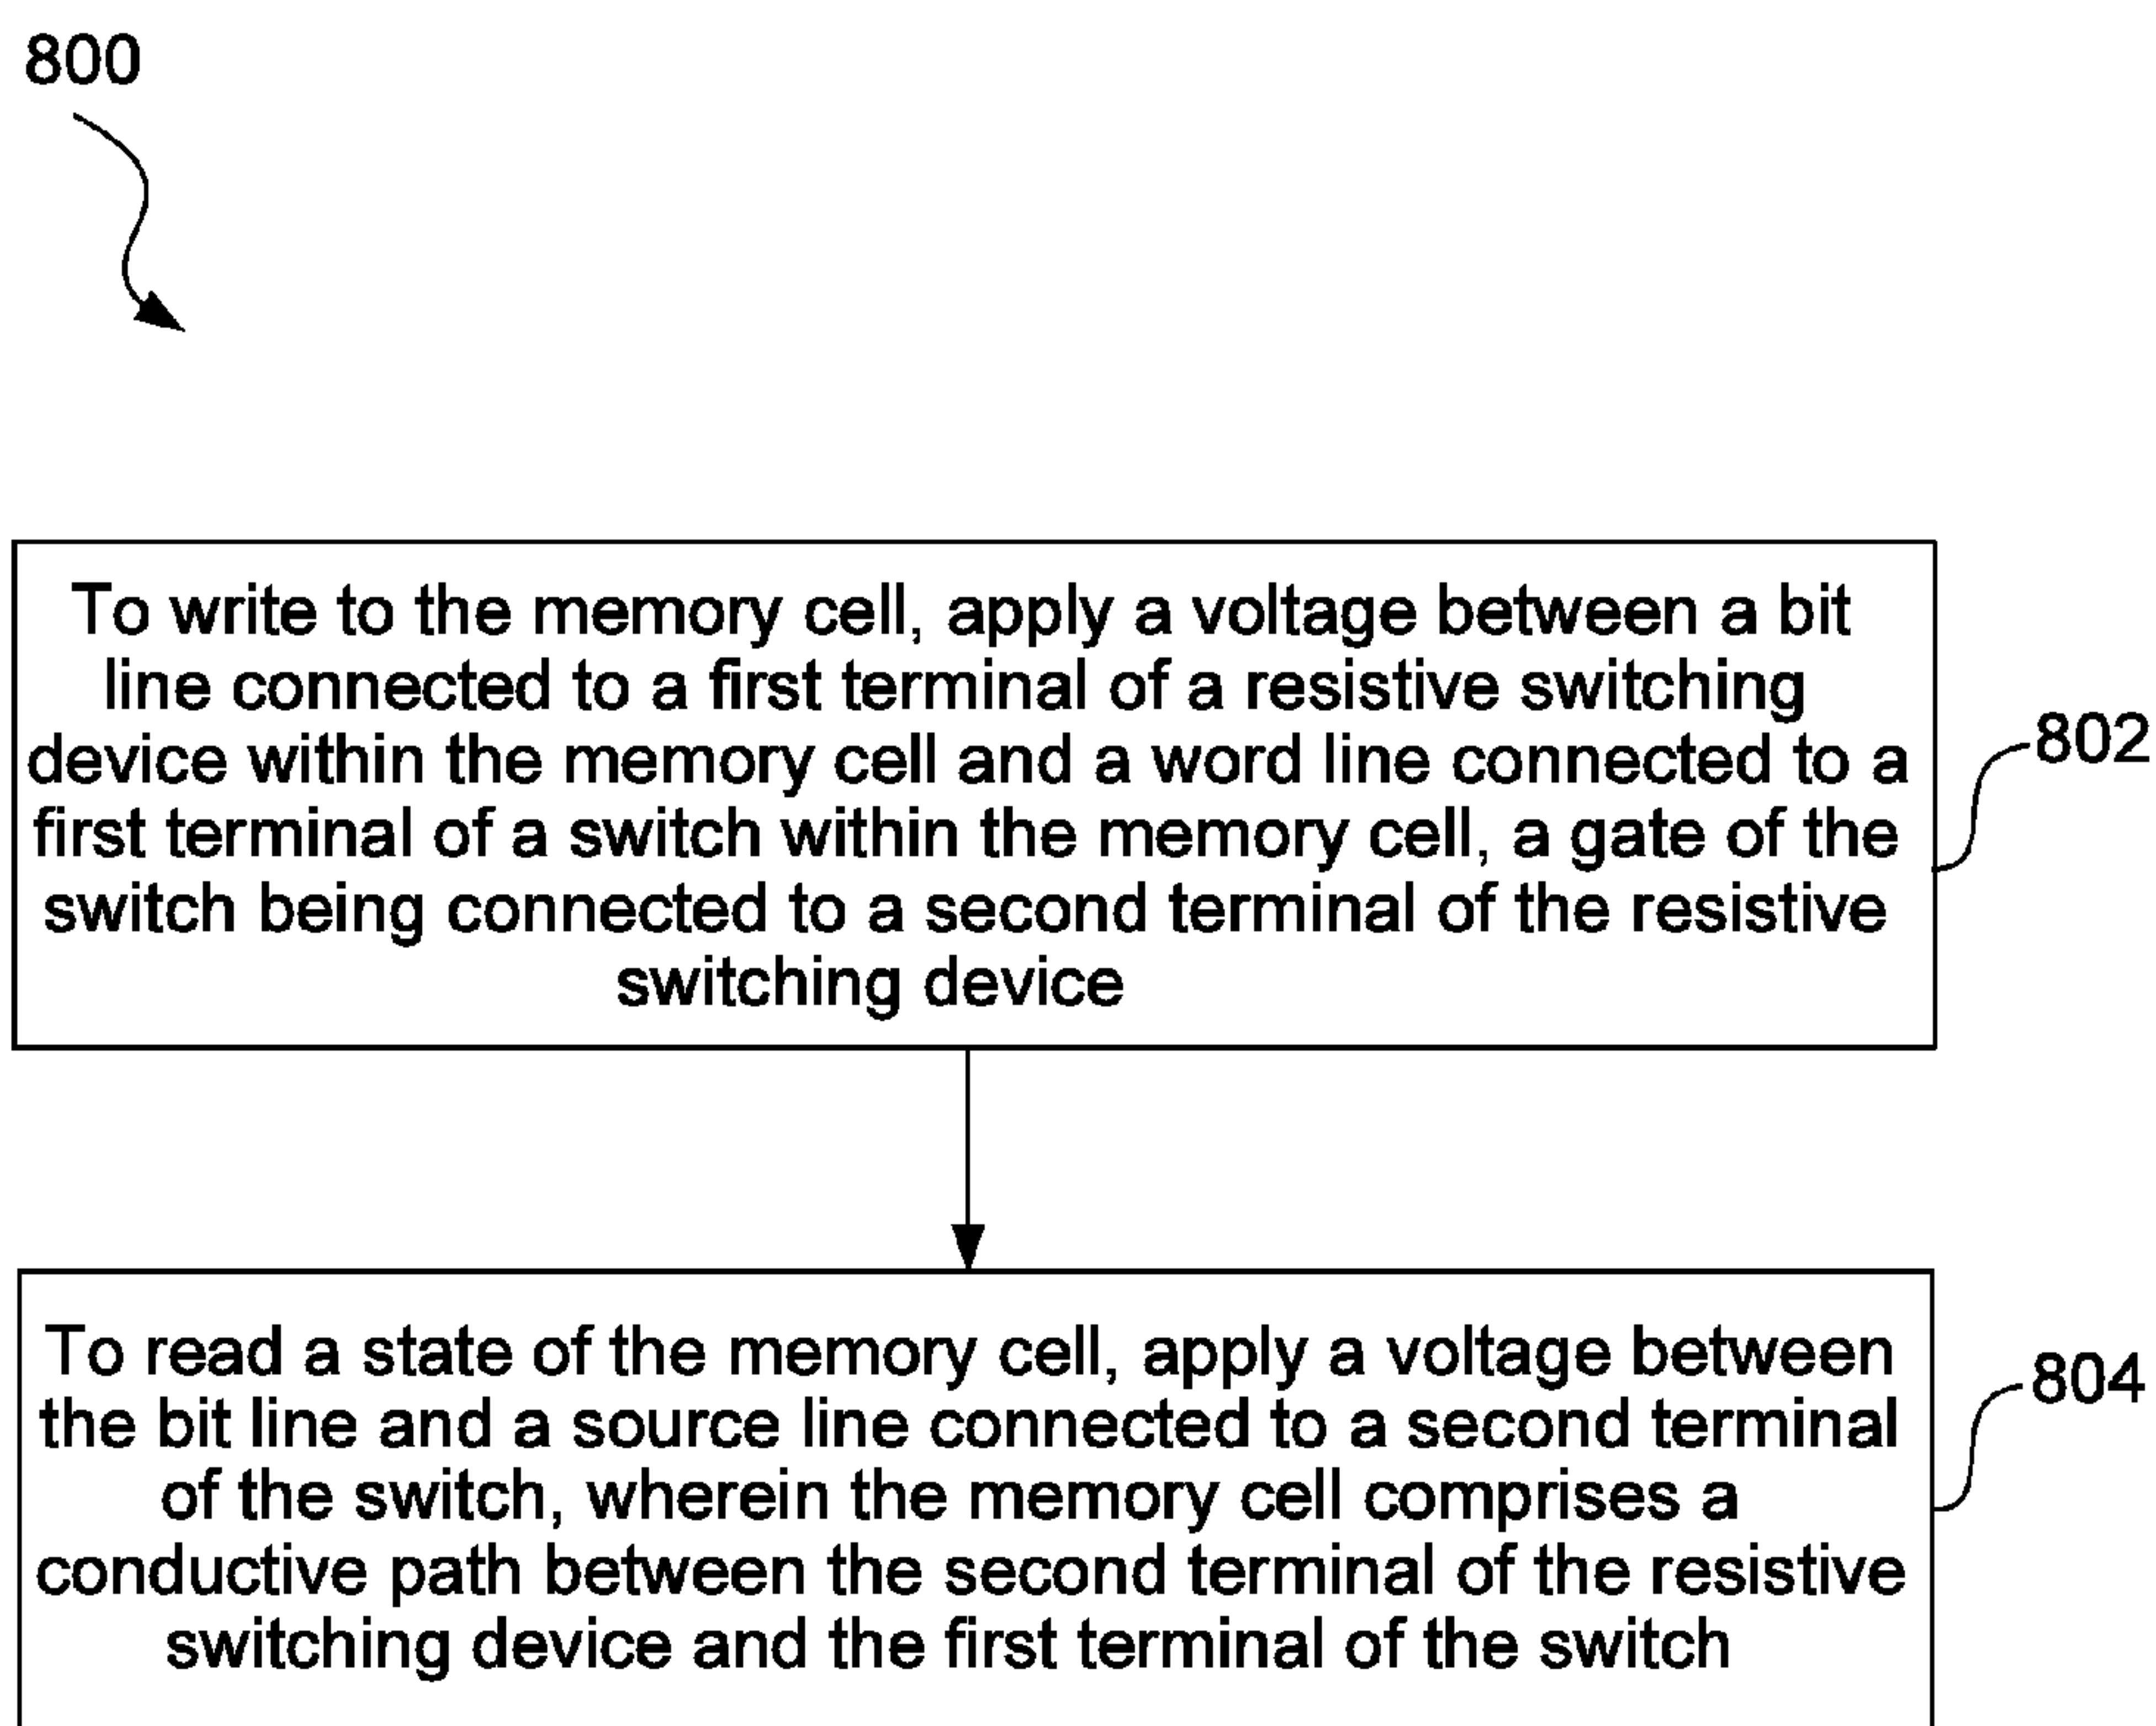 800
To write to the memory cell, apply a voltage between a bit
line connected to a first terminal of a resistive switching
device within the memory cell and a word line connected to a
first terminal of a switch within the memory cell, a gate of the
switch being connected to a second terminal of the resistive
switching device
802
To read a state of the memory cell, apply a voltage between
the bit line and a source line connected to a second terminal
of the switch, wherein the memory cell comprises a
conductive path between the second terminal of the resistive
switching device and the first terminal of the switch
804